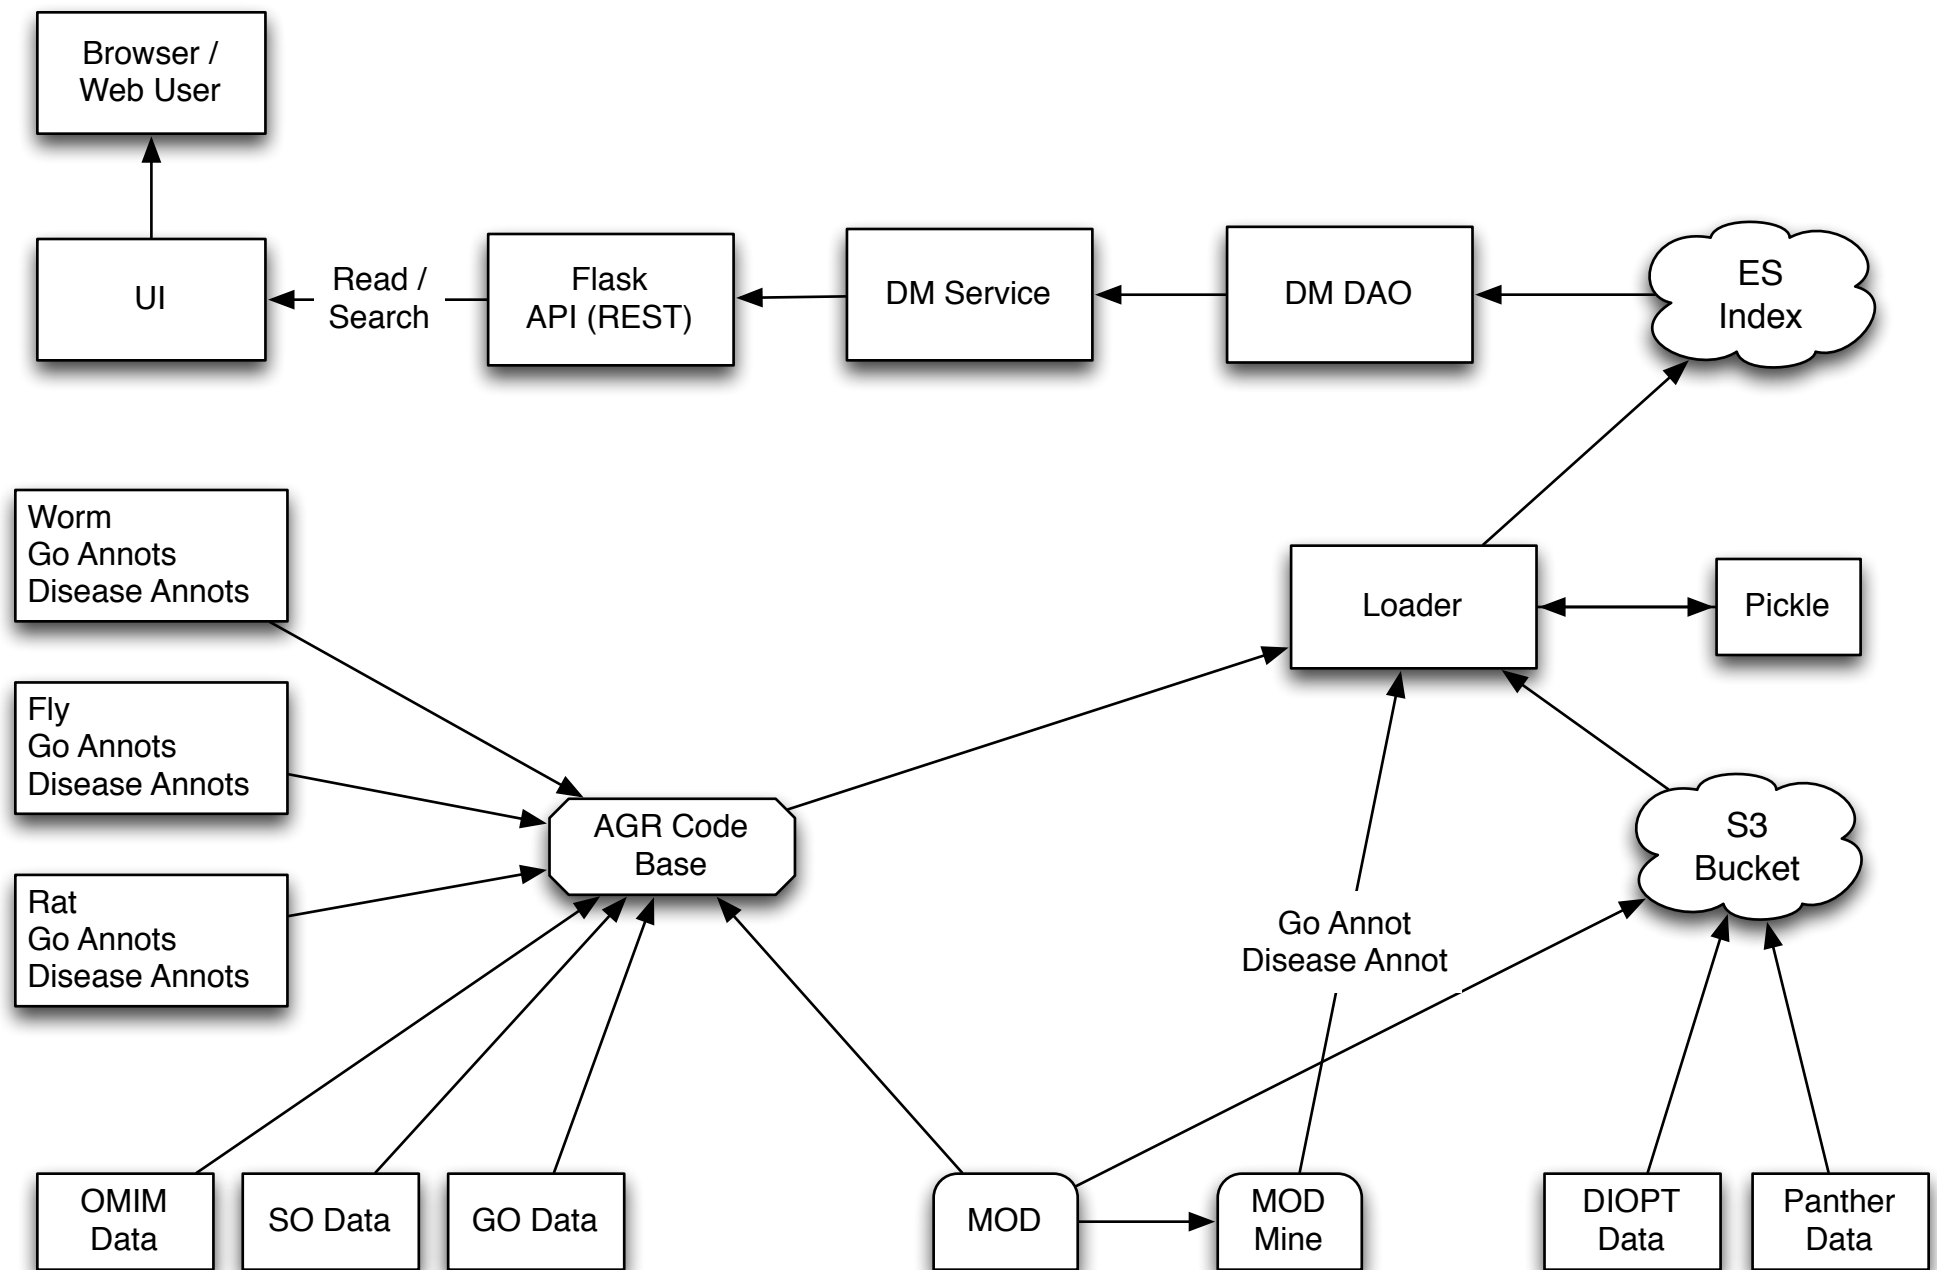 Browser /
Web User
UI
Read /
Search
Flask
API (REST)
DM Service
DM DAO
ES
Index
Worm
Go Annots
Disease Annots
Loader
Pickle
Fly
Go Annots
Disease Annots
AGR Code
Base
S3
Bucket
Rat
Go Annots
Disease Annots
Go Annot
Disease Annot
OMIM
Data
SO Data
GO Data
MOD
MOD
Mine
DIOPT
Data
Panther
Data